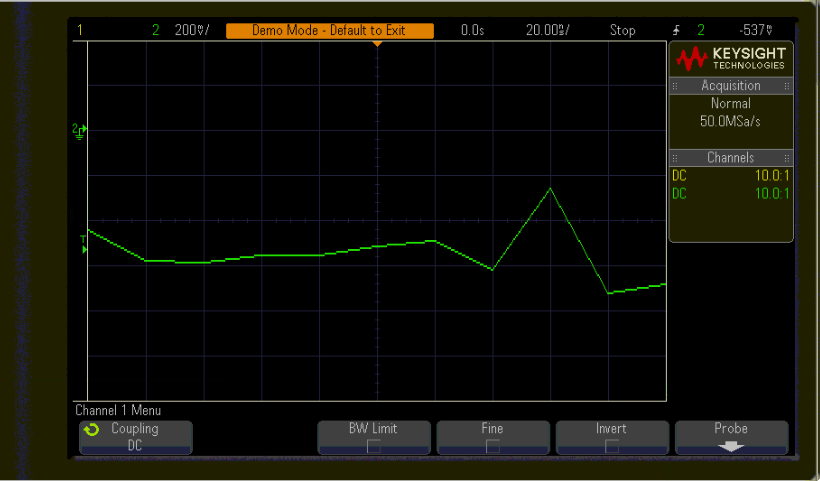 1 2 200%/ Demo Mode - Default to Exit 0.0s 20.00%/ Stop 2 -537%
KEYSIGHT
TECHNOLOGIES
Acquisition
Normal
50.0MSa/s
Channels
DC 10.0:1
DC 10.0:1
2
T
Channel 1 Menu
Coupling BW Limit Fine Invert Probe
DC